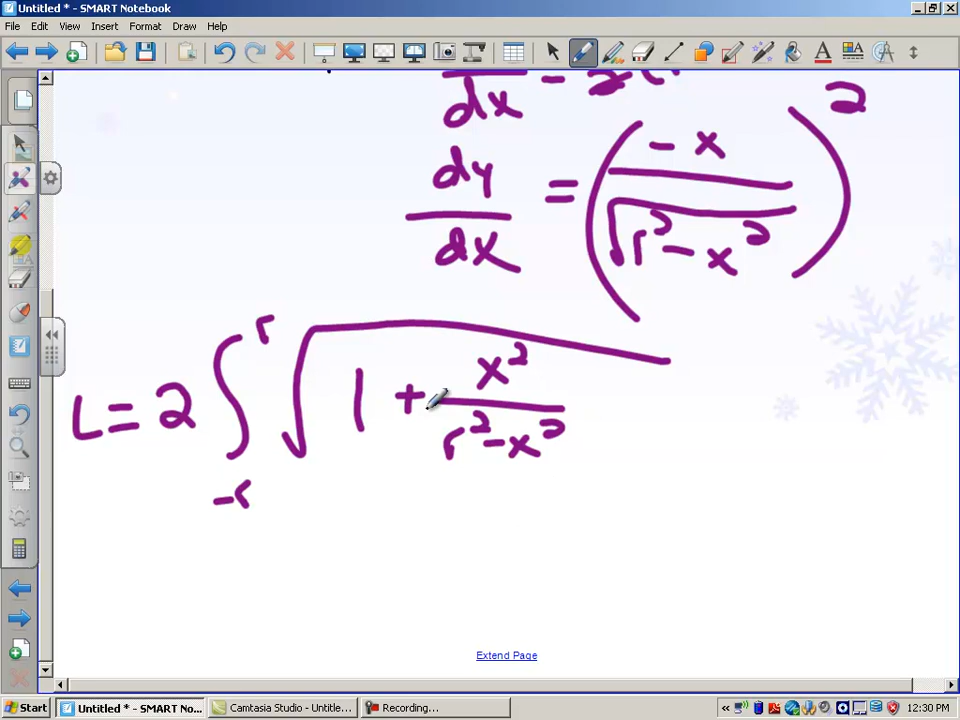 Untitled * - SMART Notebook
File Edit View Insert Format Draw Help
dx
dy/dx = (-x/√(r²-x²))²
L = 2 ∫_{-r}^{r} √(1 + x²/(r²-x²))
Extend Page
Start Untitled * - SMART No... Camtasia Studio - Untitle... Recording... « 12:30 PM